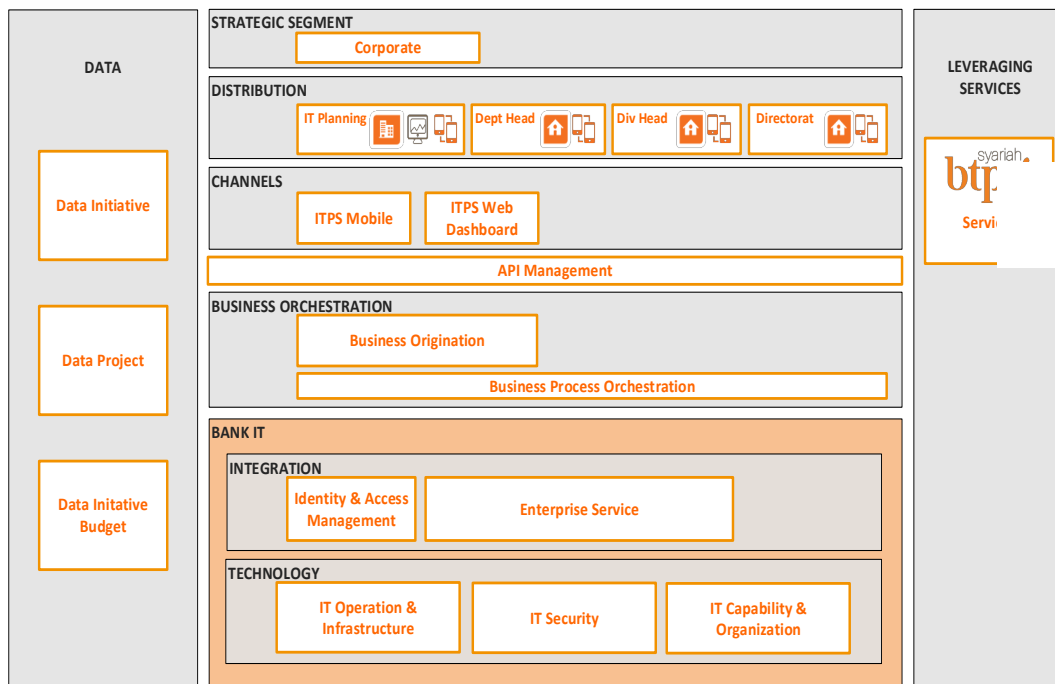 DATA
Data Initiative
Data Project
Data Initative
Budget
STRATEGIC SEGMENT
Corporate
DISTRIBUTION
IT Planning
Dept Head
Div Head
Directorat
CHANNELS
ITPS Mobile
ITPS Web
Dashboard
API Management
BUSINESS ORCHESTRATION
Business Origination
Business Process Orchestration
BANK IT
INTEGRATION
Identity & Access
Management
Enterprise Service
TECHNOLOGY
IT Operation &
Infrastructure
IT Security
IT Capability &
Organization
LEVERAGING
SERVICES
syariah